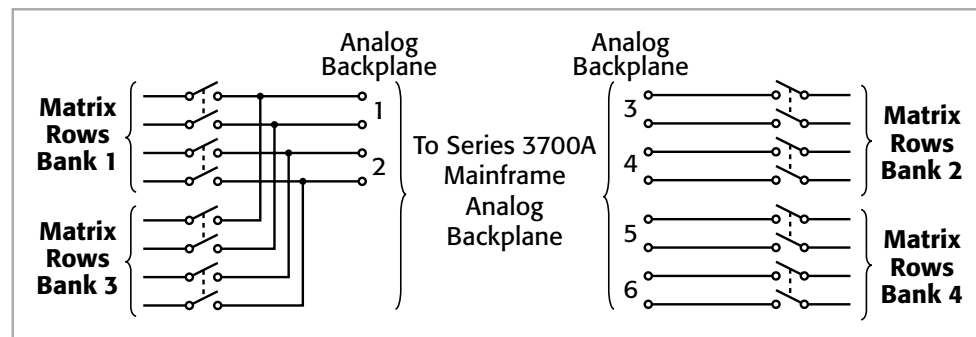 Analog
Backplane
Matrix
Rows
Bank 1
1
2
Matrix
Rows
Bank 3
To Series 3700A
Mainframe
Analog
Backplane
Analog
Backplane
3
4
5
6
Matrix
Rows
Bank 2
Matrix
Rows
Bank 4